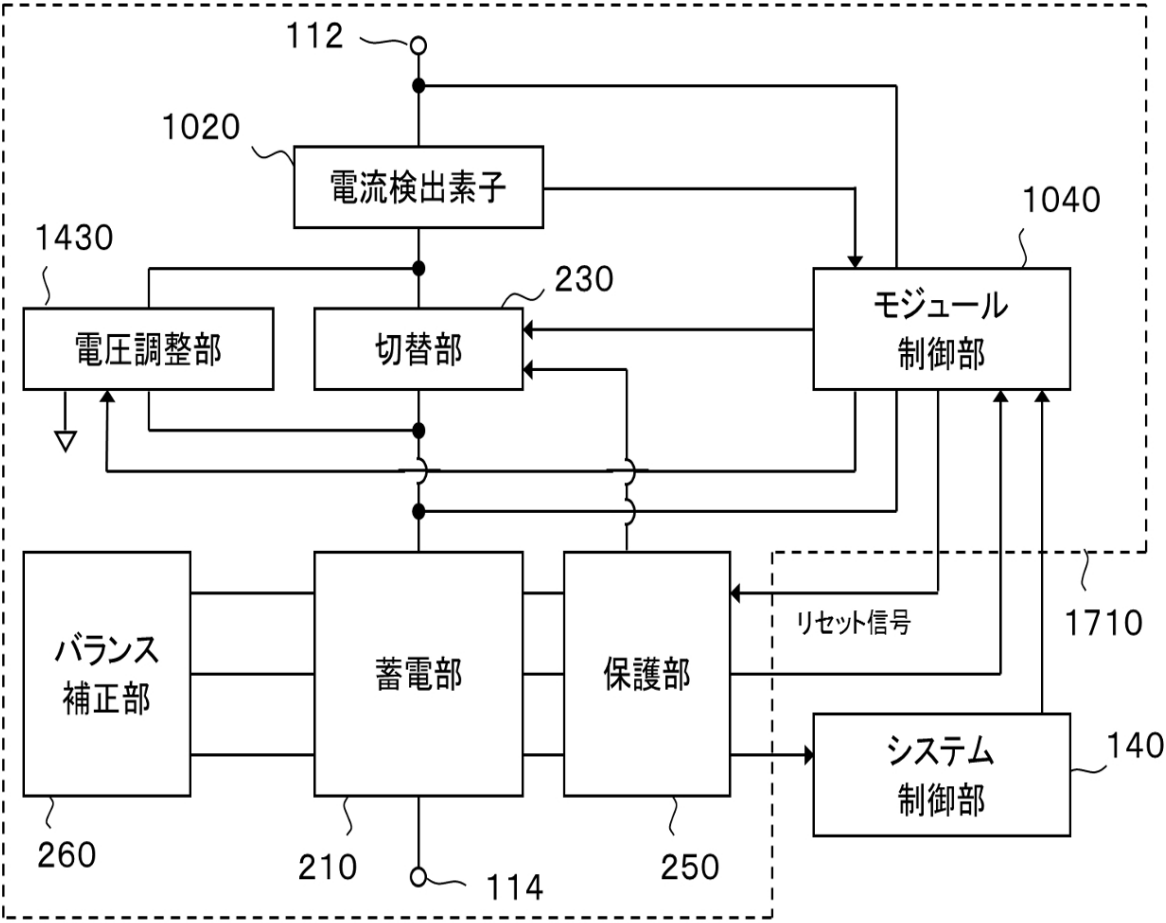 112
1020
電流検出素子
1040
1430
230
モジュール
制御部
電圧調整部
切替部
リセット信号
1710
バランス
補正部
蓄電部
保護部
システム
制御部
140
260
210
114
250